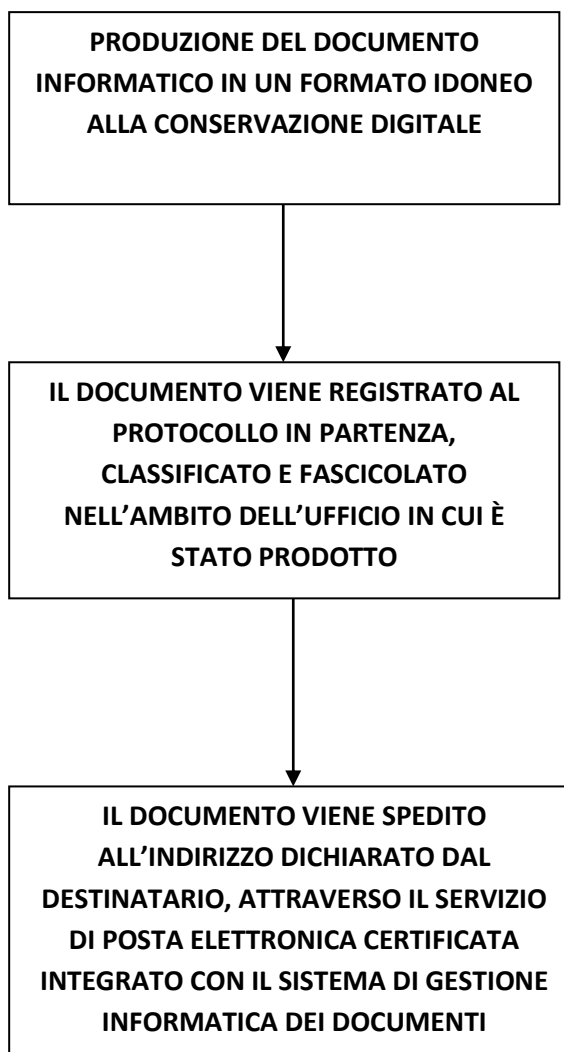 PRODUZIONE DEL DOCUMENTO
INFORMATICO IN UN FORMATO IDONEO
ALLA CONSERVAZIONE DIGITALE
IL DOCUMENTO VIENE REGISTRATO AL
PROTOCOLLO IN PARTENZA,
CLASSIFICATO E FASCICOLATO
NELL’AMBITO DELL’UFFICIO IN CUI È
STATO PRODOTTO
IL DOCUMENTO VIENE SPEDITO
ALL’INDIRIZZO DICHIARATO DAL
DESTINATARIO, ATTRAVERSO IL SERVIZIO
DI POSTA ELETTRONICA CERTIFICATA
INTEGRATO CON IL SISTEMA DI GESTIONE
INFORMATICA DEI DOCUMENTI